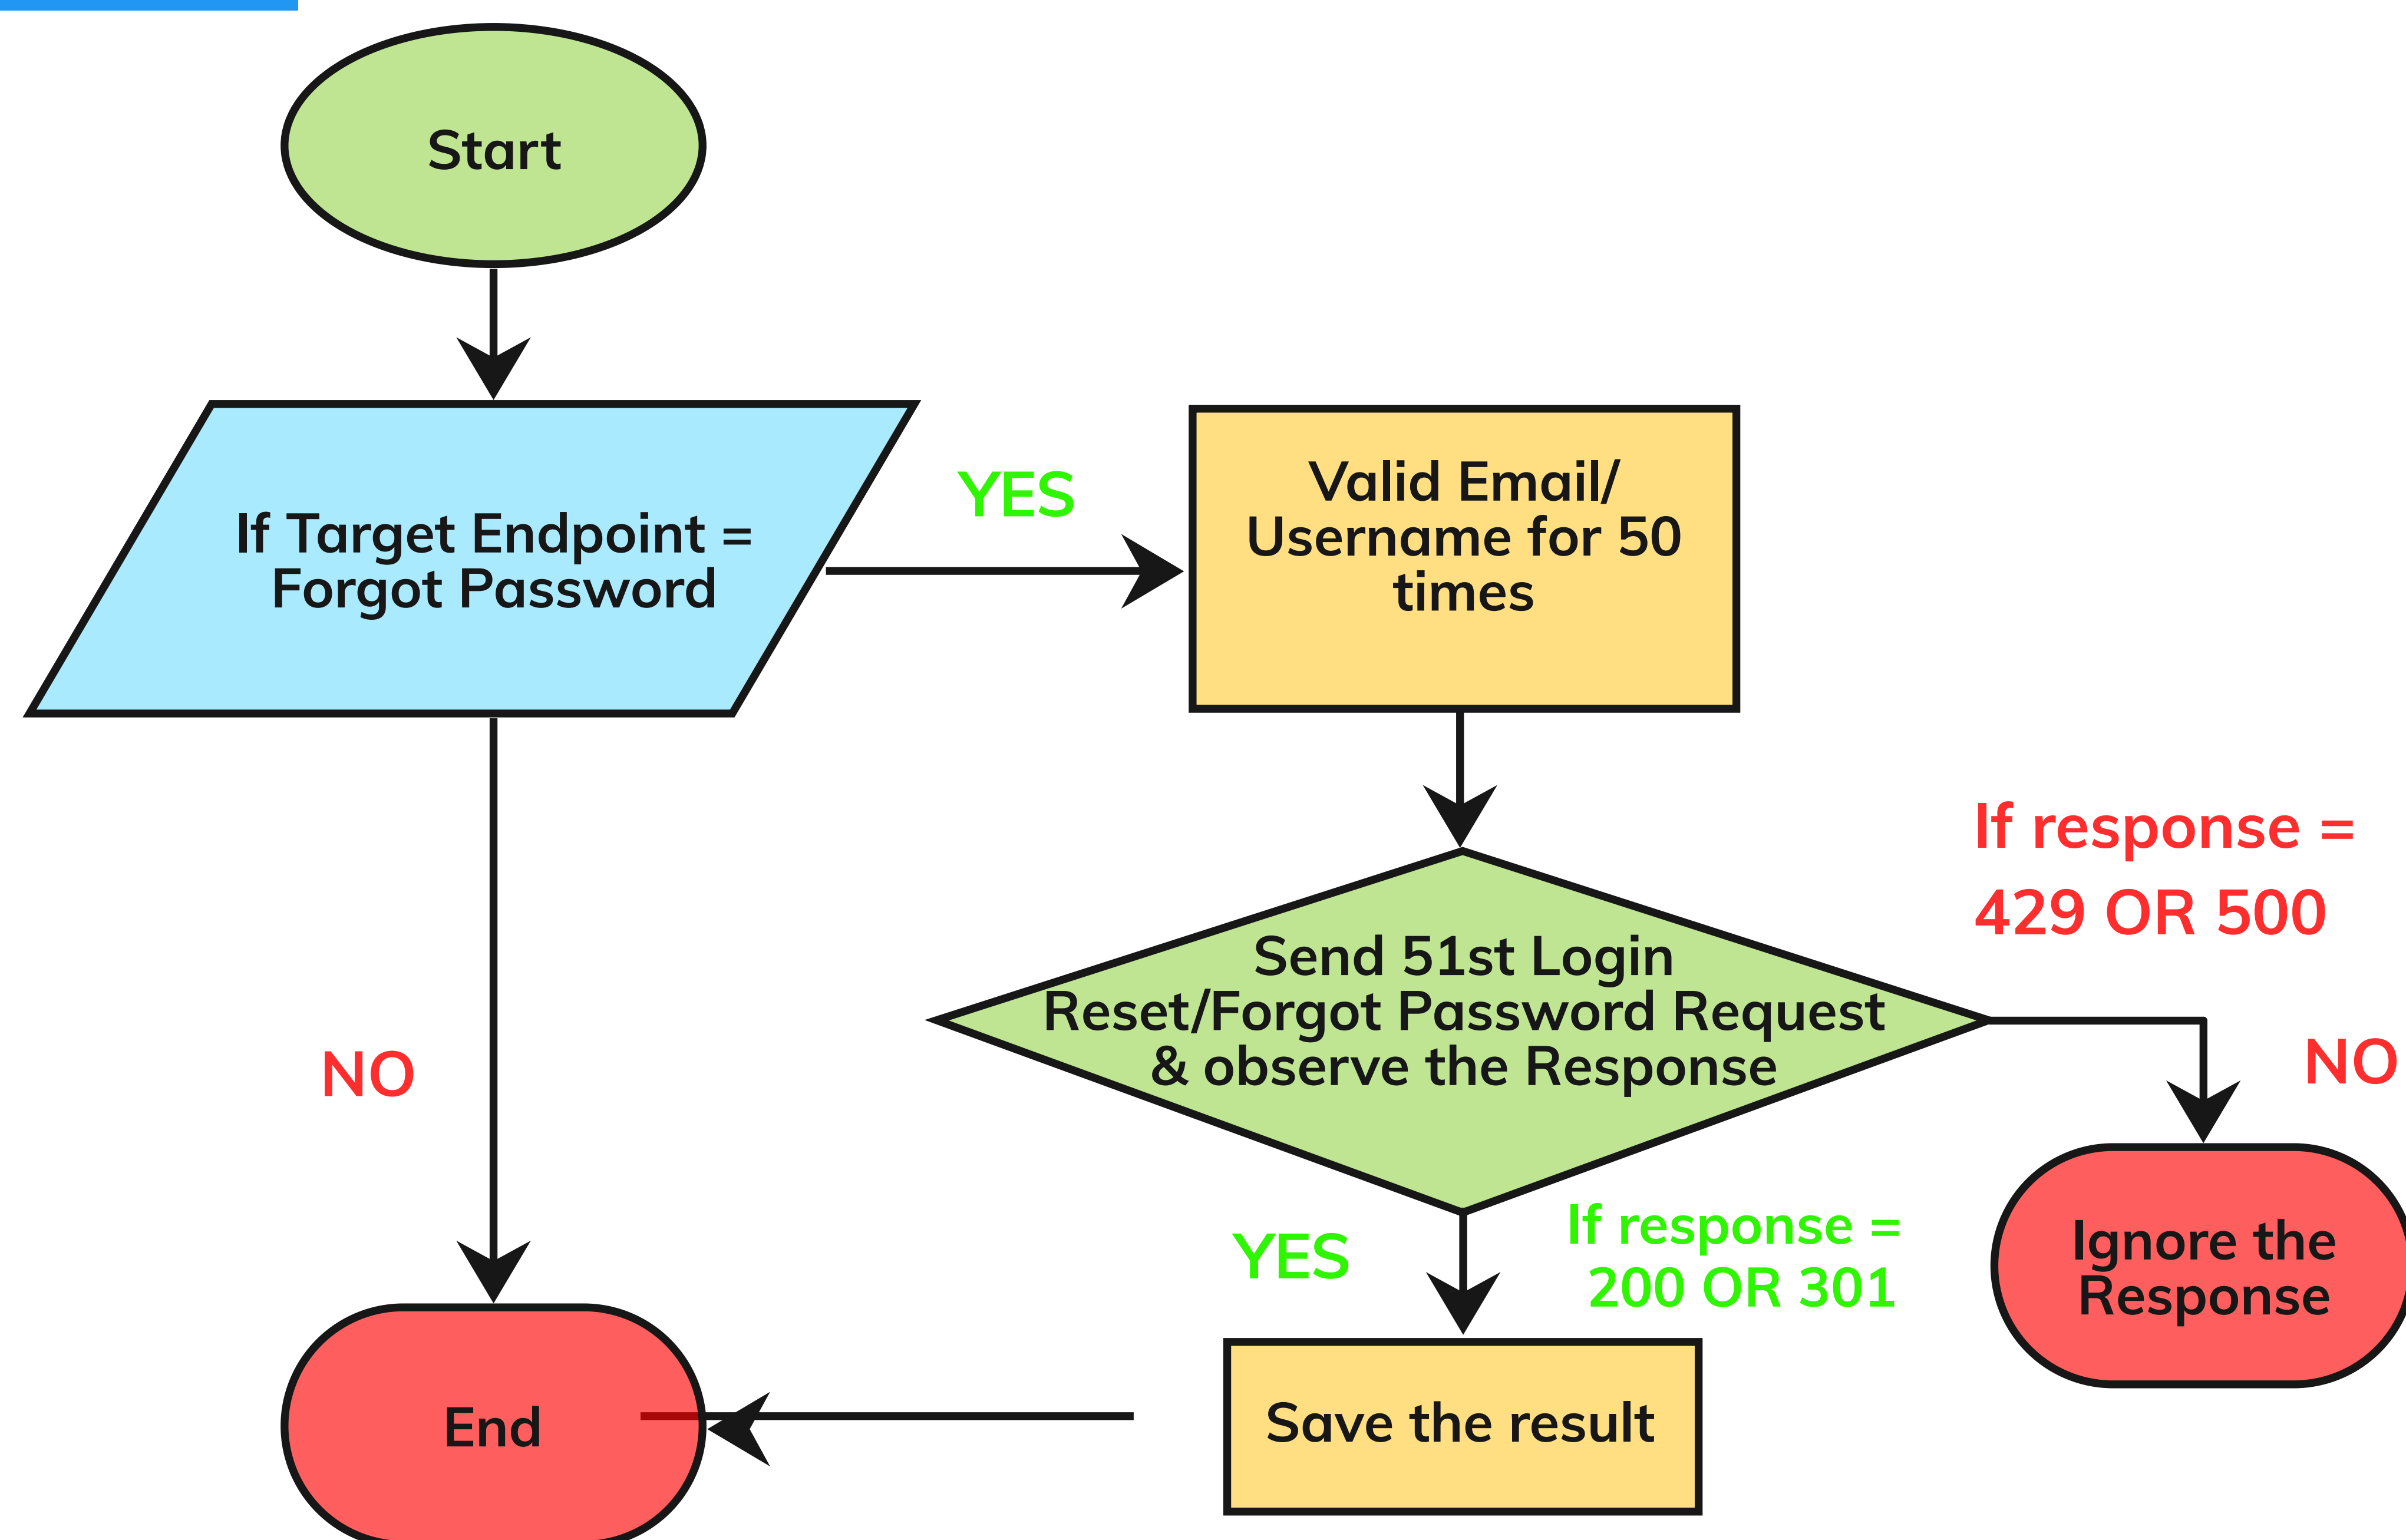 Start
If Target Endpoint =
Forgot Password
YES
Valid Email/
Username for 50
times
If response =
429 OR 500
Send 51st Login
Reset/Forgot Password Request
& observe the Response
NO
NO
YES
If response =
200 OR 301
Ignore the
Response
End
Save the result